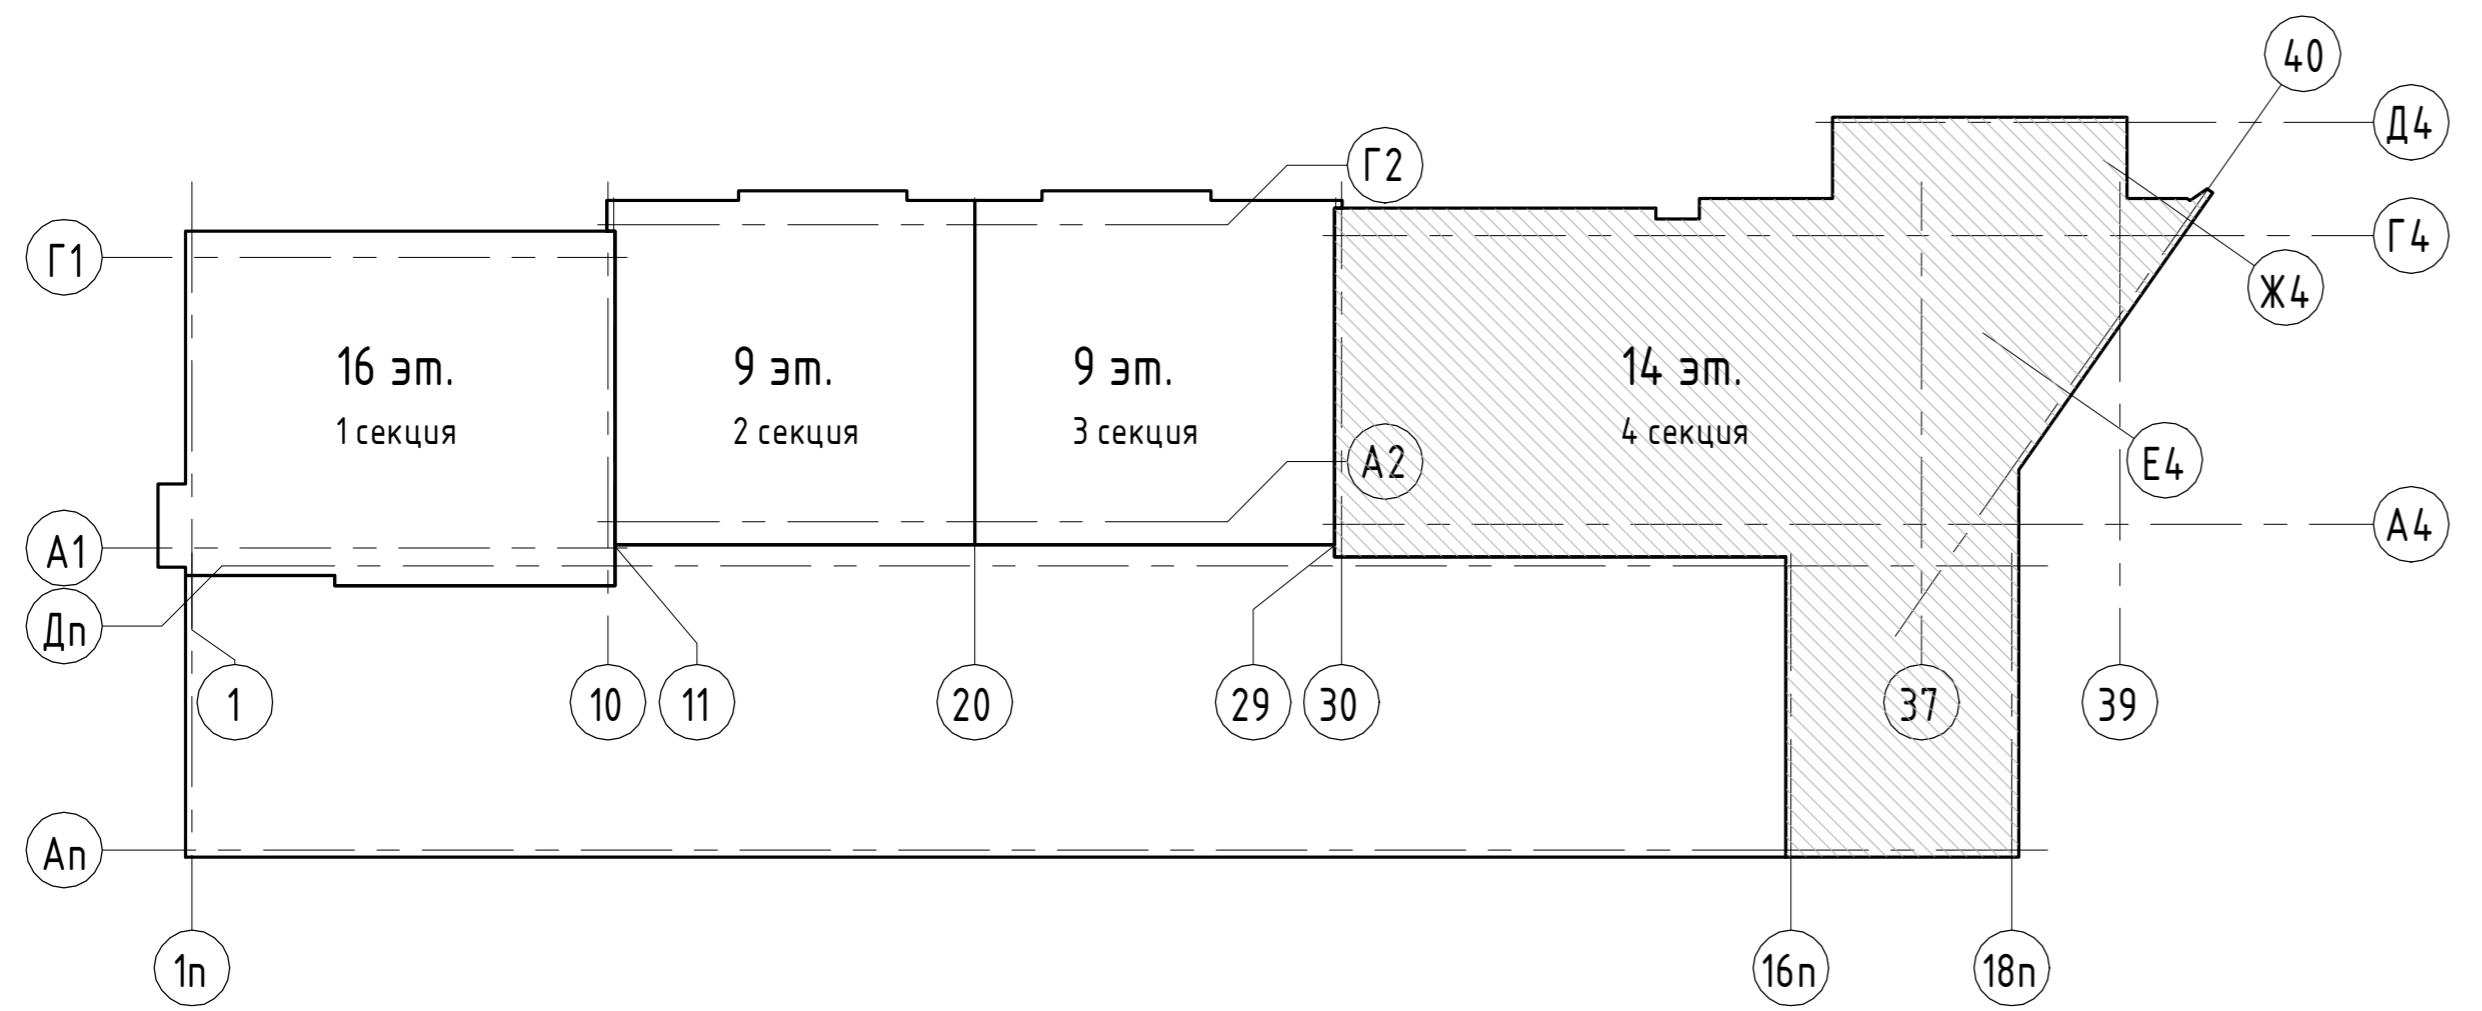 40
Д4
Г2
Г1
Г4
Ж4
16 эт.
9 эт.
9 эт.
14 эт.
1 секция
2 секция
3 секция
4 секция
А2
Е4
А1
А4
Дп
1
10
11
20
29
30
37
39
Ап
1п
16п
18п